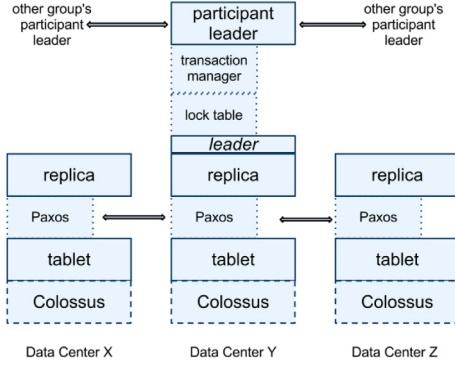 other group's
participant
leader
participant
leader
other group's
participant
leader
transaction
manager
lock table
leader
replica
replica
replica
Paxos
Paxos
Paxos
tablet
tablet
tablet
Colossus
Colossus
Colossus
Data Center X
Data Center Y
Data Center Z